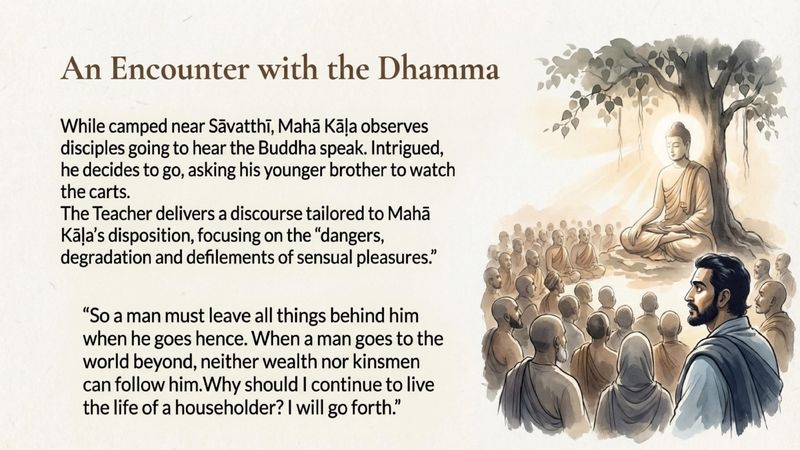 An Encounter with the Dhamma
While camped near Sāvatthī, Mahā Kāḷa observes
disciples going to hear the Buddha speak. Intrigued,
he decides to go, asking his younger brother to watch
the carts.
The Teacher delivers a discourse tailored to Mahā
Kāḷa’s disposition, focusing on the “dangers,
degradation and defilements of sensual pleasures.”
“So a man must leave all things behind him
when he goes hence. When a man goes to the
world beyond, neither wealth nor kinsmen
can follow him.Why should I continue to live
the life of a householder? I will go forth.”